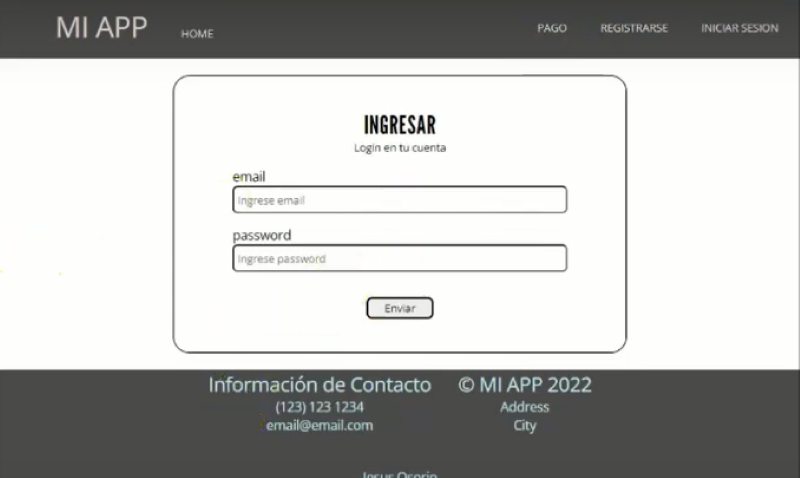 MI APP HOME PAGO REGISTRARSE INICIAR SESION
INGRESAR
Login en tu cuenta
email
Ingrese email
password
Ingrese password
Enviar
Información de Contacto
(123) 123 1234
email@email.com
© MI APP 2022
Address
City
Jesus Osorio